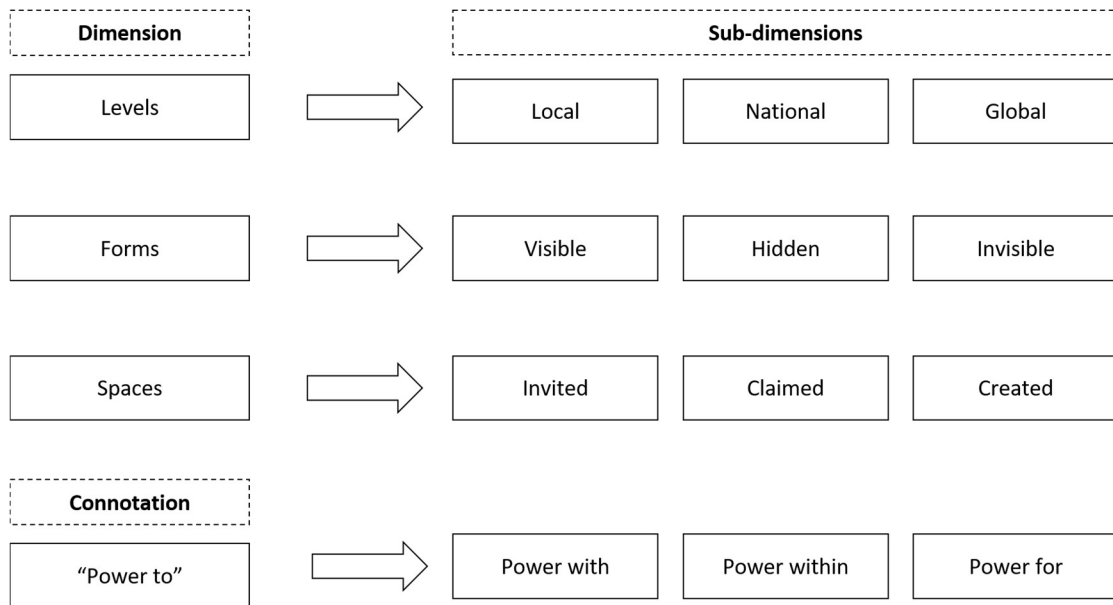 Dimension
Sub-dimensions
Levels
Local
National
Global
Forms
Visible
Hidden
Invisible
Spaces
Invited
Claimed
Created
Connotation
“Power to”
Power with
Power within
Power for